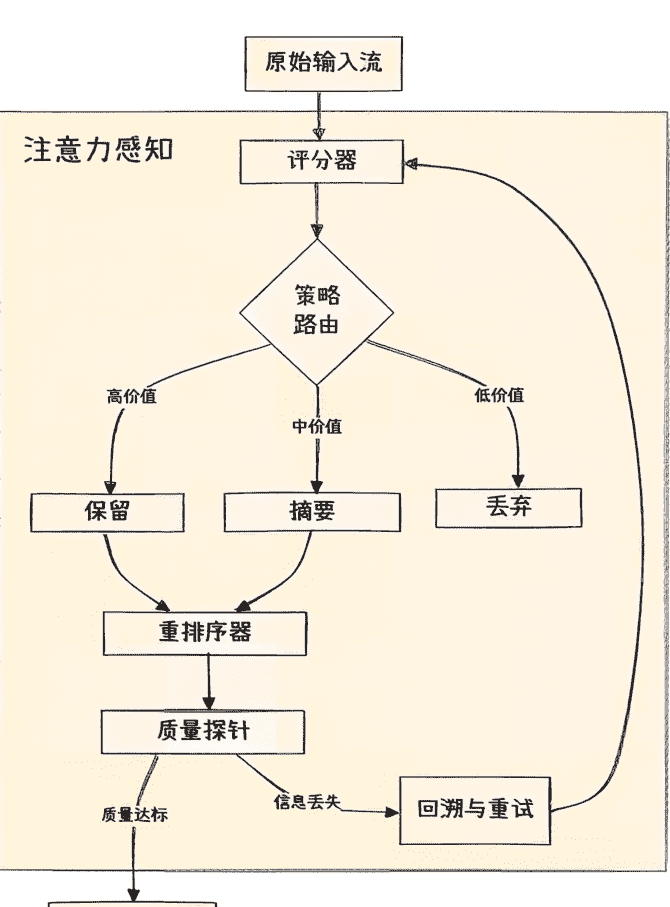 原始输入流
注意力感知
评分器
策略
路由
高价值
中价值
低价值
保留
摘要
丢弃
重排序器
质量探针
质量达标
信息丢失
回溯与重试